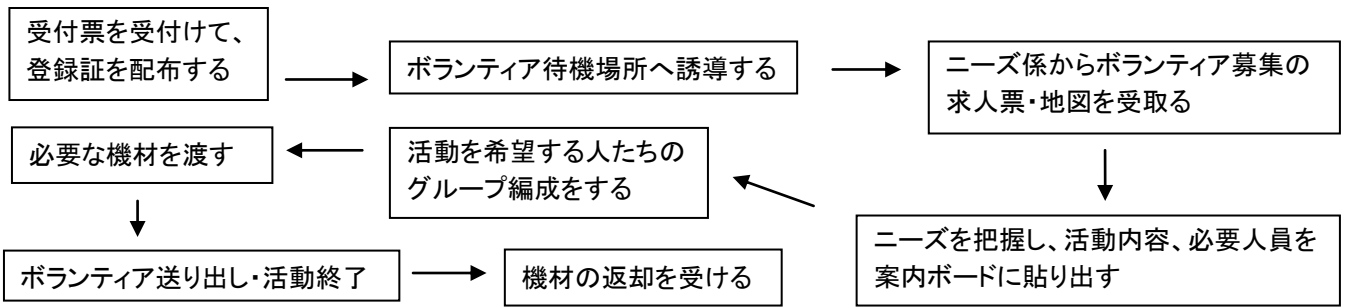 受付票を受付けて、
登録証を配布する
ボランティア待機場所へ誘導する
ニーズ係からボランティア募集の
求人票・地図を受取る
ニーズを把握し、活動内容、必要人員を
案内ボードに貼り出す
活動を希望する人たちの
グループ編成をする
必要な機材を渡す
ボランティア送り出し・活動終了
機材の返却を受ける